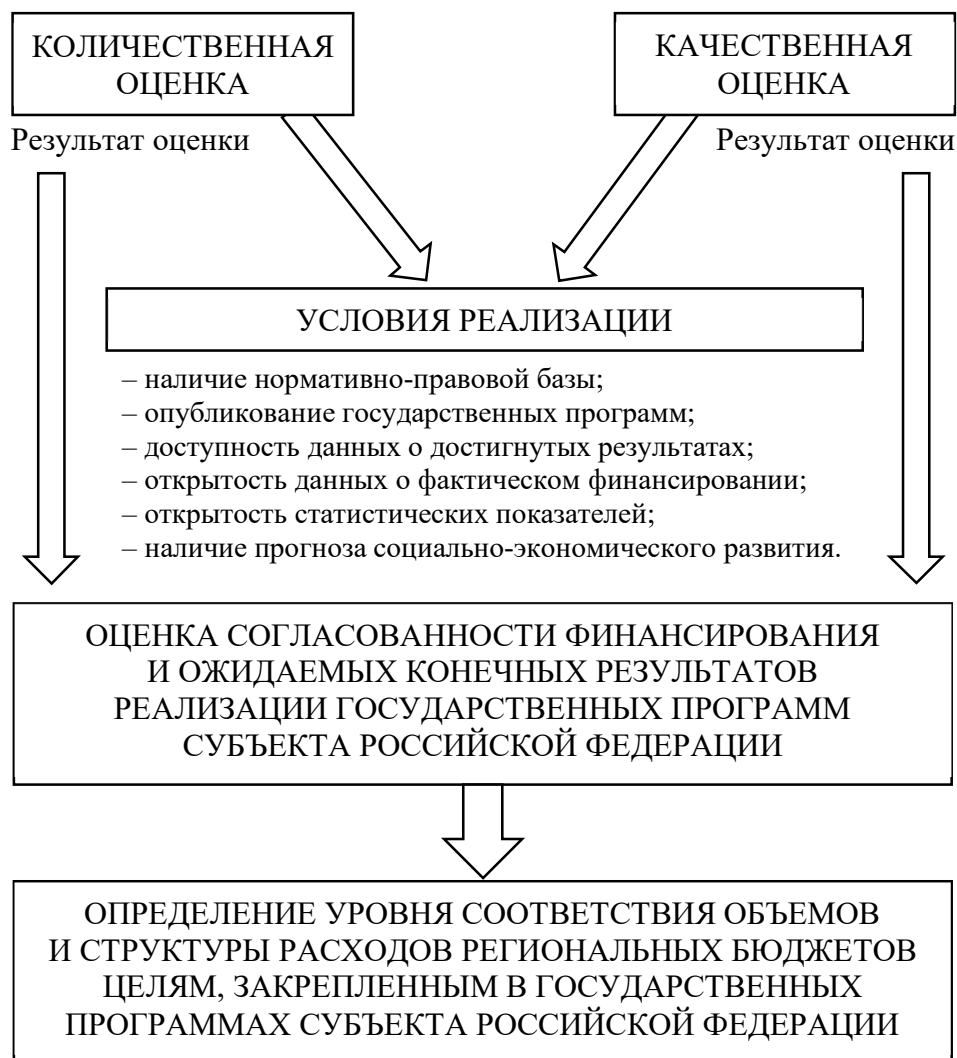 КОЛИЧЕСТВЕННАЯ
ОЦЕНКА
КАЧЕСТВЕННАЯ
ОЦЕНКА
Результат оценки
Результат оценки
УСЛОВИЯ РЕАЛИЗАЦИИ
– наличие нормативно-правовой базы;
– опубликование государственных программ;
– доступность данных о достигнутых результатах;
– открытость данных о фактическом финансировании;
– открытость статистических показателей;
– наличие прогноза социально-экономического развития.
ОЦЕНКА СОГЛАСОВАННОСТИ ФИНАНСИРОВАНИЯ
И ОЖИДАЕМЫХ КОНЕЧНЫХ РЕЗУЛЬТАТОВ
РЕАЛИЗАЦИИ ГОСУДАРСТВЕННЫХ ПРОГРАММ
СУБЪЕКТА РОССИЙСКОЙ ФЕДЕРАЦИИ
ОПРЕДЕЛЕНИЕ УРОВНЯ СООТВЕТСТВИЯ ОБЪЕМОВ
И СТРУКТУРЫ РАСХОДОВ РЕГИОНАЛЬНЫХ БЮДЖЕТОВ
ЦЕЛЯМ, ЗАКРЕПЛЕННЫМ В ГОСУДАРСТВЕННЫХ
ПРОГРАММАХ СУБЪЕКТА РОССИЙСКОЙ ФЕДЕРАЦИИ